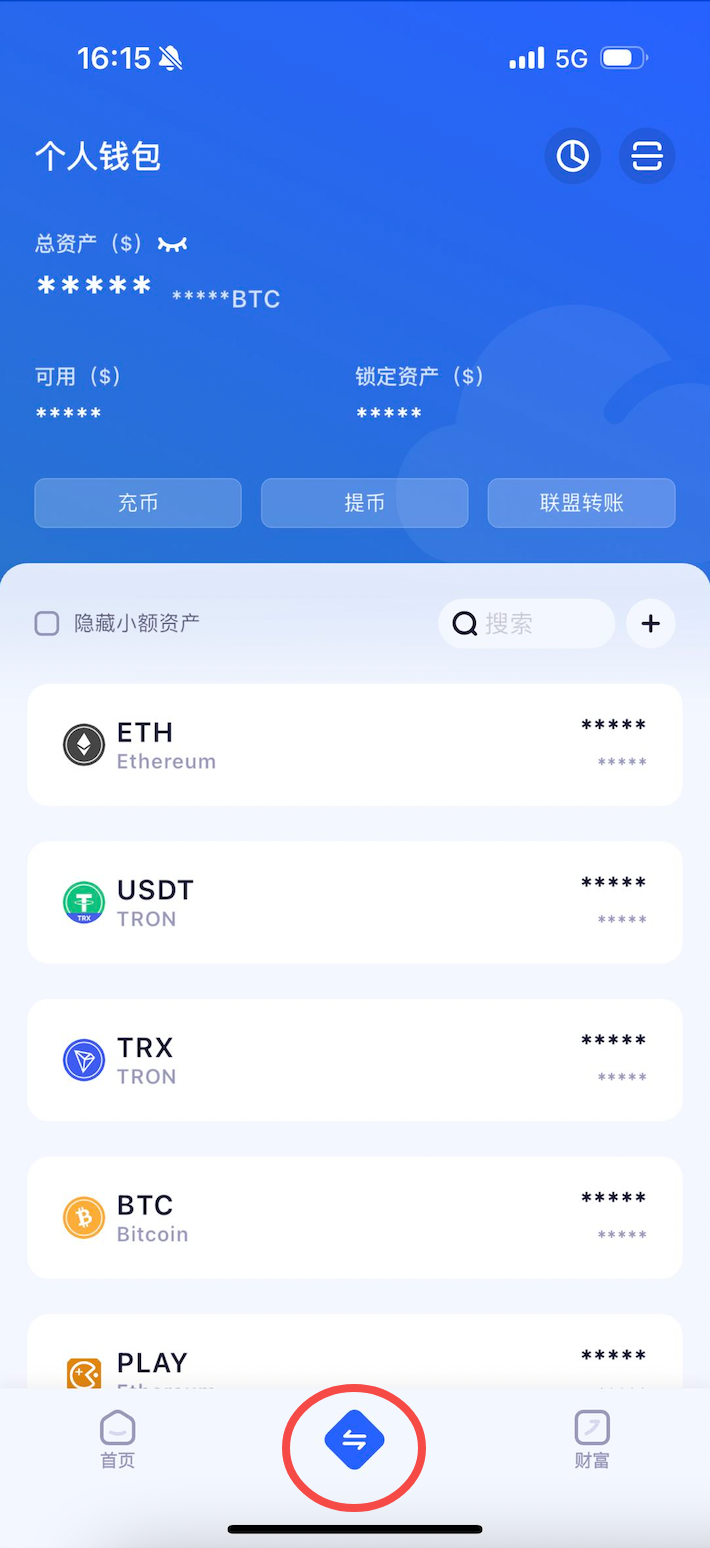 16:15 5G
个人钱包
总资产（$）
***** *****BTC
可用（$） 锁定资产（$）
***** *****
充币 提币 联盟转账
隐藏小额资产 搜索
ETH *****
Ethereum *****
USDT *****
TRX
TRON *****
TRX *****
TRON *****
BTC *****
Bitcoin *****
PLAY *****
Ethereum
首页 财富